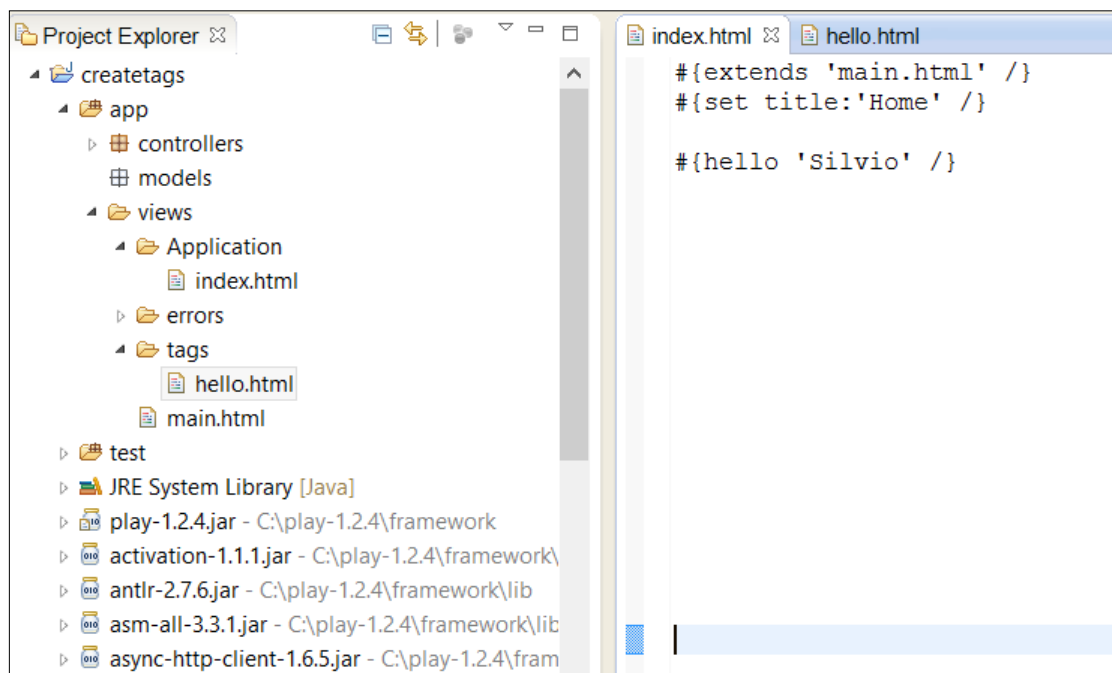 Project Explorer
createtags
app
controllers
models
views
Application
index.html
errors
tags
hello.html
main.html
test
JRE System Library [Java]
play-1.2.4.jar - C:\play-1.2.4\framework
activation-1.1.1.jar - C:\play-1.2.4\framework\
antlr-2.7.6.jar - C:\play-1.2.4\framework\lib
asm-all-3.3.1.jar - C:\play-1.2.4\framework\lib
async-http-client-1.6.5.jar - C:\play-1.2.4\fram
index.html hello.html
#{extends 'main.html' /}
#{set title:'Home' /}
#{hello 'Silvio' /}